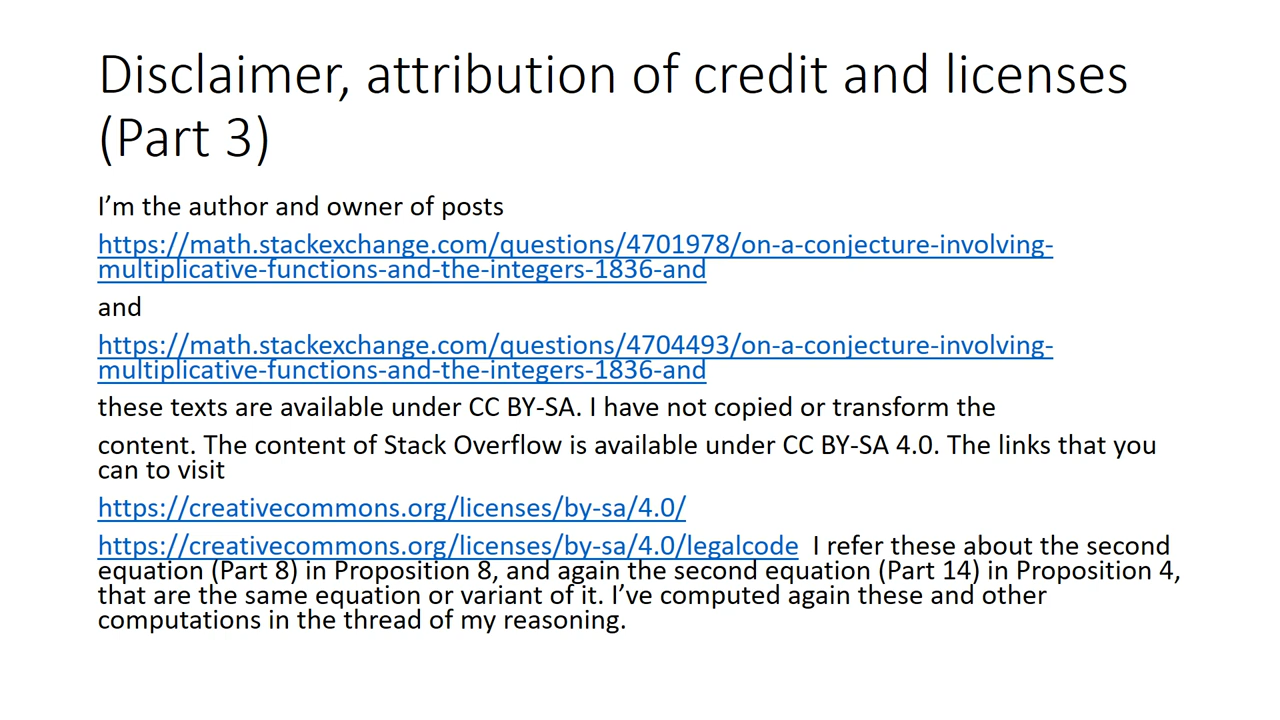 Disclaimer, attribution of credit and licenses
(Part 3)
I’m the author and owner of posts
https://math.stackexchange.com/questions/4701978/on-a-conjecture-involving-
multiplicative-functions-and-the-integers-1836-and
and
https://math.stackexchange.com/questions/4704493/on-a-conjecture-involving-
multiplicative-functions-and-the-integers-1836-and
these texts are available under CC BY-SA. I have not copied or transform the
content. The content of Stack Overflow is available under CC BY-SA 4.0. The links that you
can to visit
https://creativecommons.org/licenses/by-sa/4.0/
https://creativecommons.org/licenses/by-sa/4.0/legalcode I refer these about the second
equation (Part 8) in Proposition 8, and again the second equation (Part 14) in Proposition 4,
that are the same equation or variant of it. I’ve computed again these and other
computations in the thread of my reasoning.